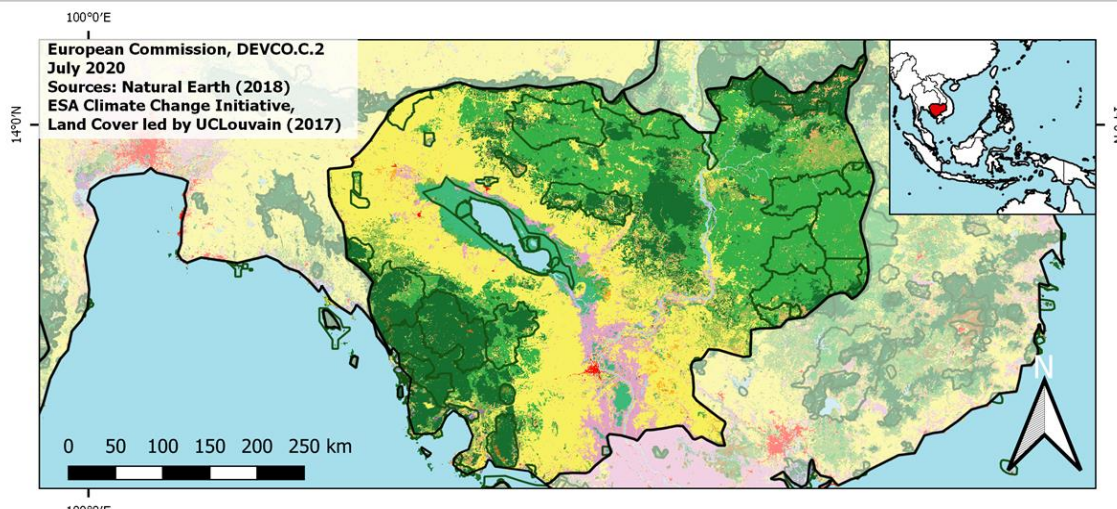 100°0′E
European Commission, DEVCO.C.2
July 2020
Sources: Natural Earth (2018)
ESA Climate Change Initiative,
Land Cover led by UCLouvain (2017)
14°0′N
N
0 50 100 150 200 250 km